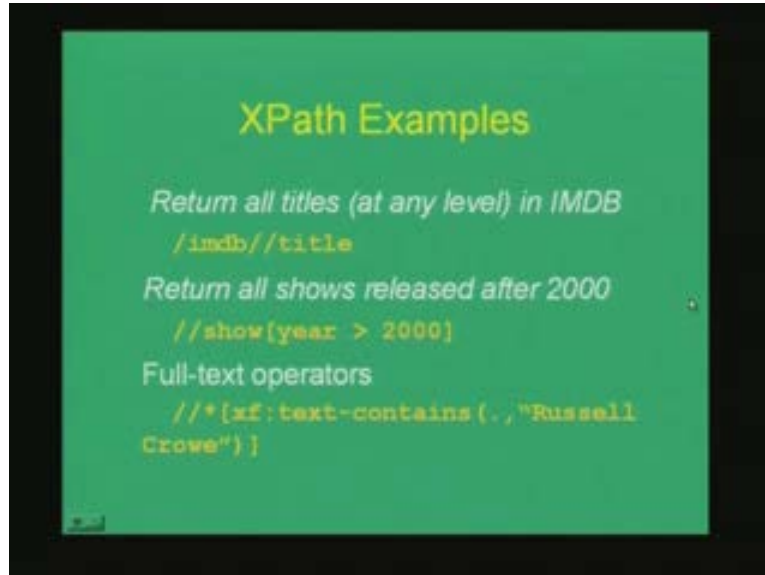 XPath Examples
Return all titles (at any level) in IMDB
/imdb//title
Return all shows released after 2000
//show[year > 2000]
Full-text operators
//*[xf:text-contains(.,“Russell
Crowe”)]